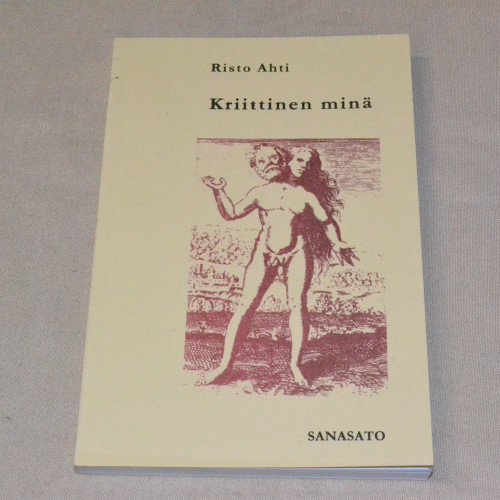 Risto Ahti
Kriittinen minä
SANASATO